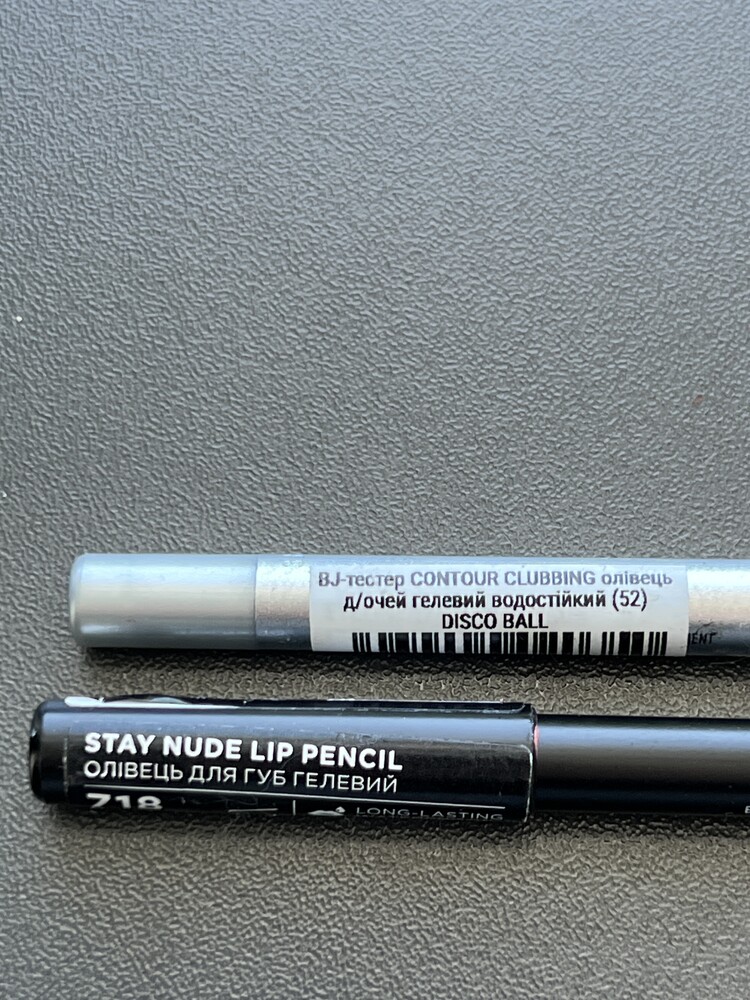 BJ-тестер CONTOUR CLUBBING олівець
д/очей гелевий водостійкий (52)
DISCO BALL
STAY NUDE LIP PENCIL
ОЛІВЕЦЬ ДЛЯ ГУБ ГЕЛЕВИЙ
718
LONG-LASTING